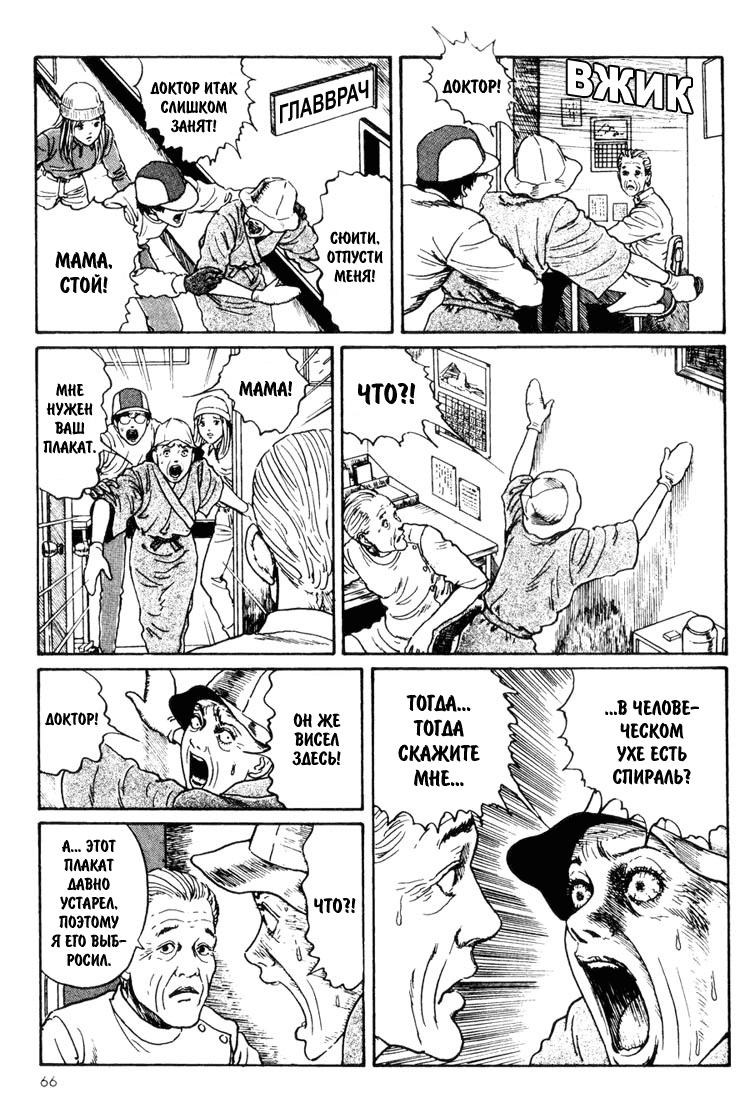 ДОКТОР ИТАК
СЛИШКОМ
ЗАНЯТ!
ГЛАВВРАЧ
МАМА,
СТОЙ!
СЮИТИ,
ОТПУСТИ
МЕНЯ!
ДОКТОР!
ВЖИК
МНЕ
НУЖЕН
ВАШ
ПЛАКАТ.
МАМА!
ЧТО?!
ДОКТОР!
ОН ЖЕ
ВИСЕЛ
ЗДЕСЬ!
А... ЭТОТ
ПЛАКАТ
ДАВНО
УСТАРЕЛ,
ПОЭТОМУ
Я ЕГО ВЫБ-
РОСИЛ.
ЧТО?!
ТОГДА...
ТОГДА
СКАЖИТЕ
МНЕ...
...В ЧЕЛОВЕ-
ЧЕСКОМ
УХЕ ЕСТЬ
СПИРАЛЬ?
66